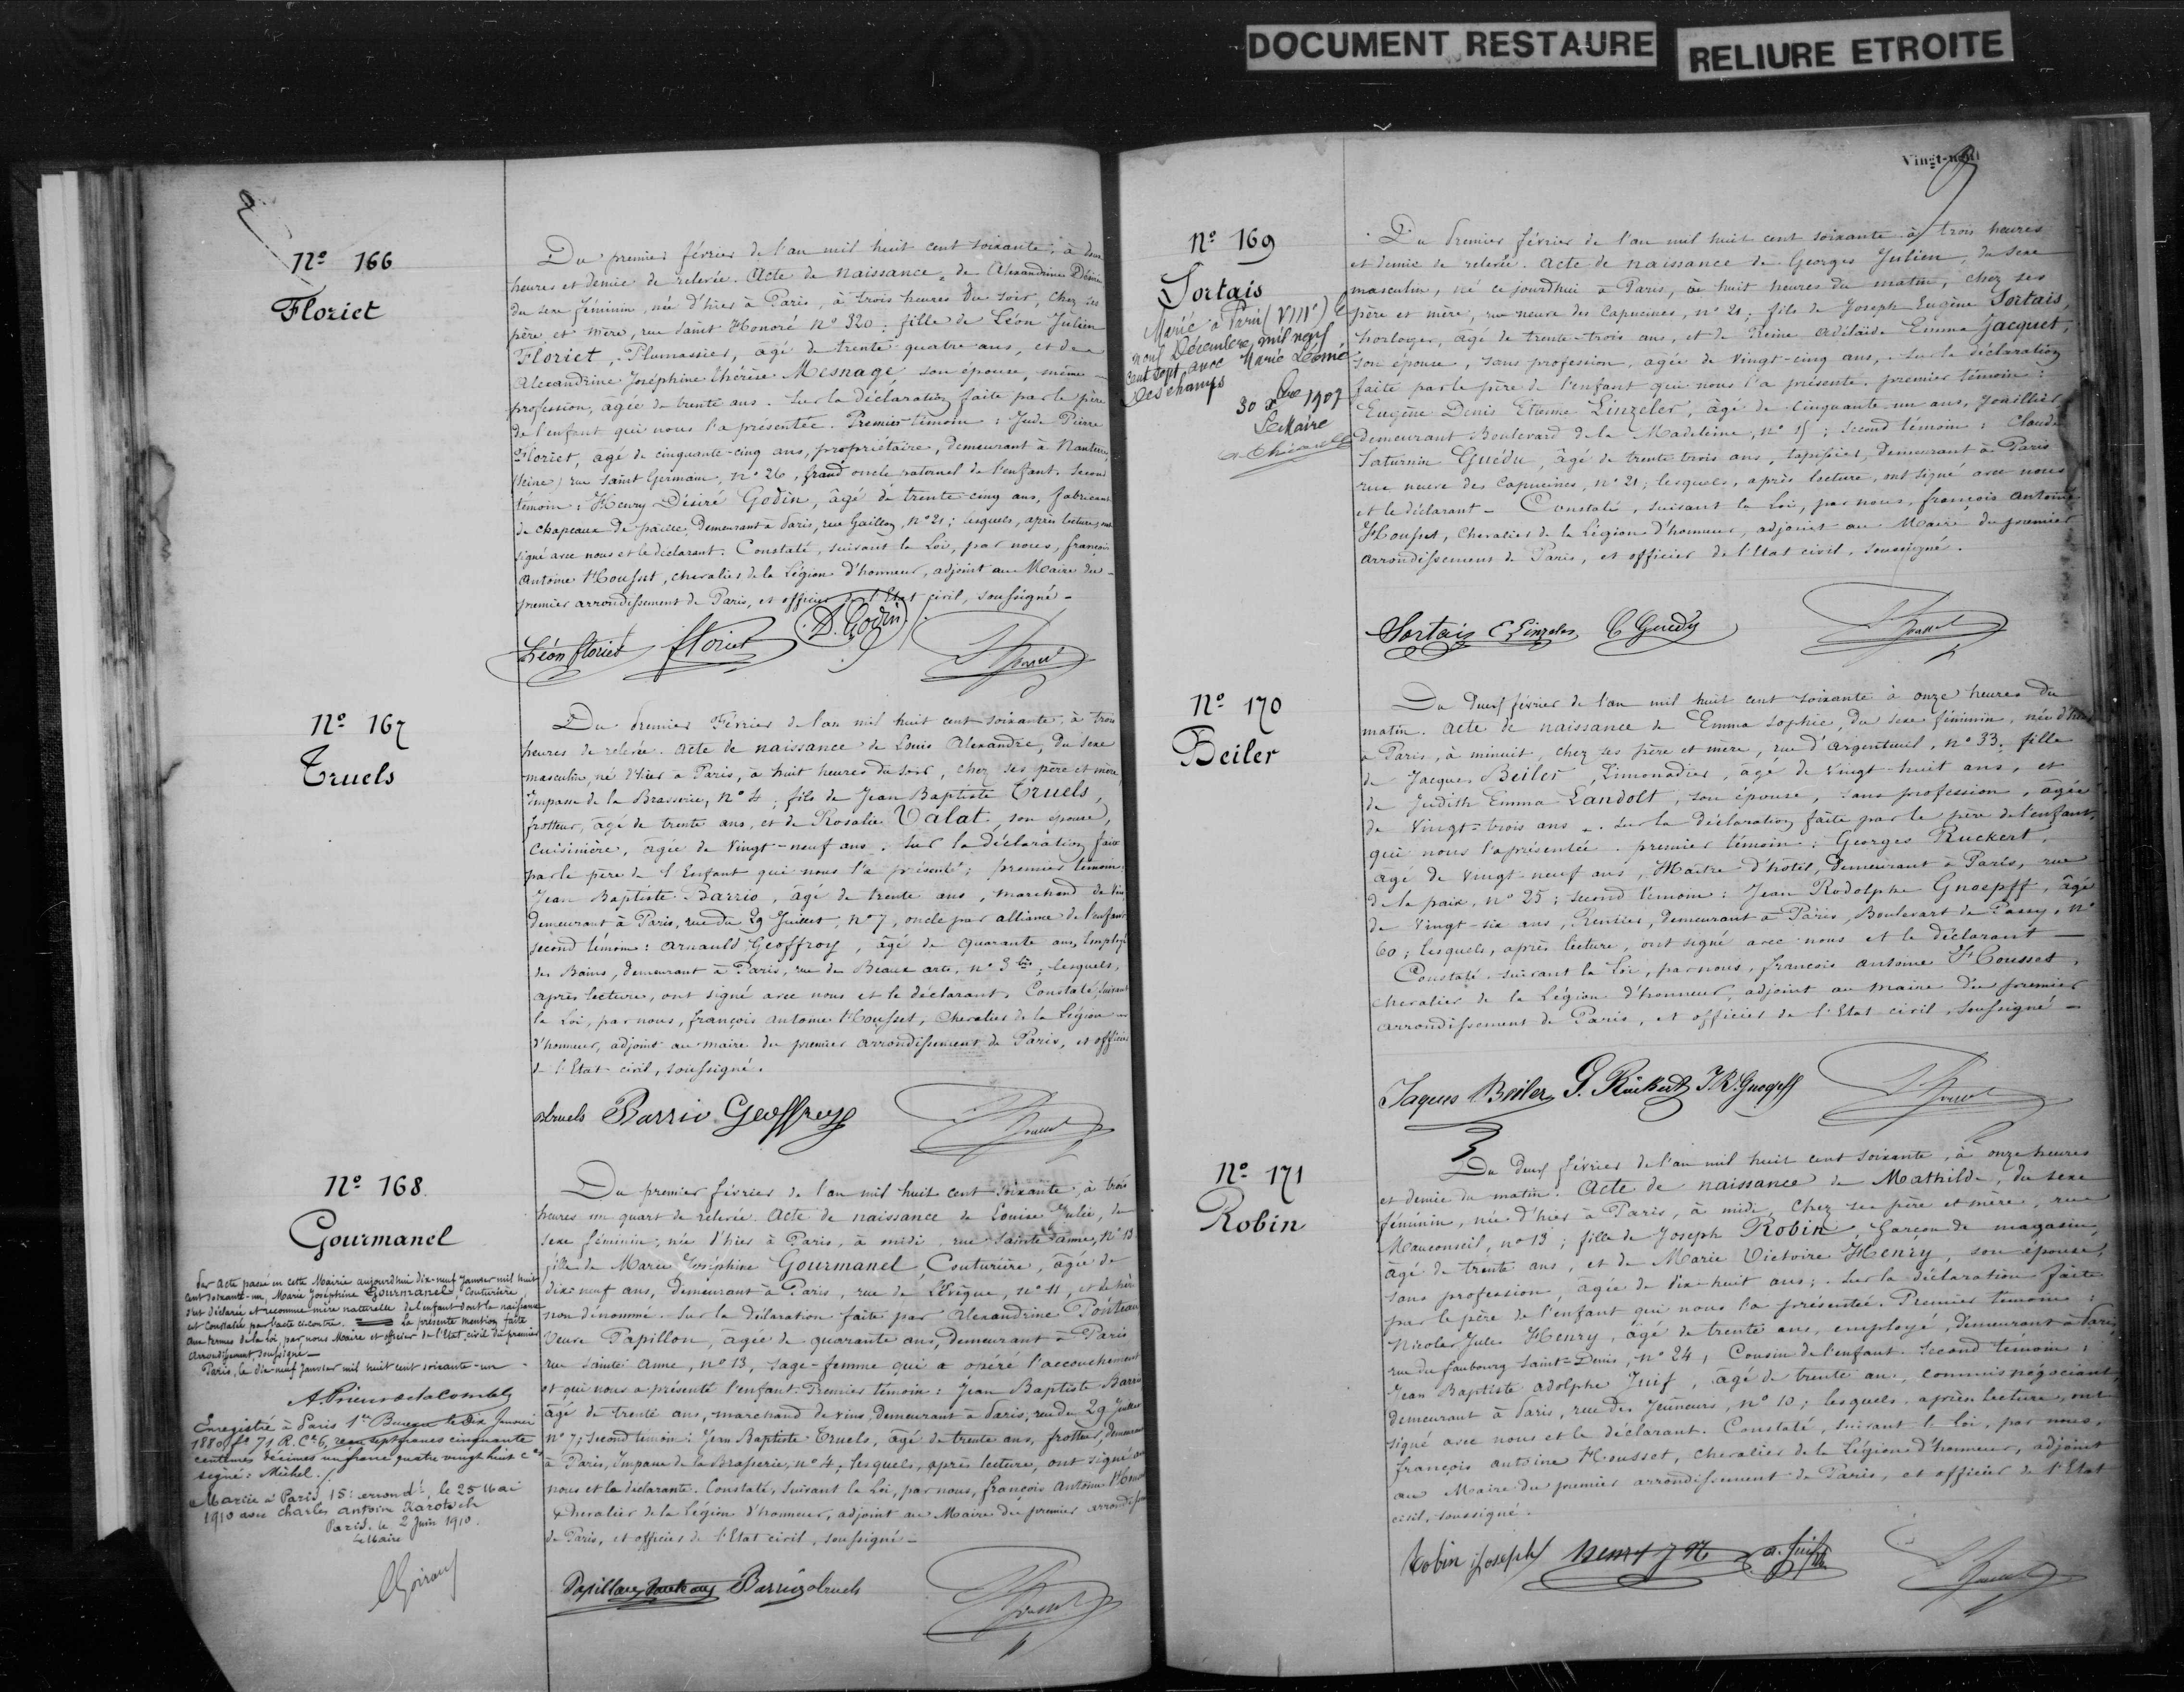 DOCUMENT RESTAURE
RELIURE ETROITE
Nº 166
Floriet
Du premier février de l'an mil huit cent soixante, à deux
heures et demie de relevée. Acte de naissance de Alexandrine Désirée
du sexe féminin, née d'hier à Paris, à trois heures du soir, chez ses
père et mère, rue Saint Honoré nº 320; fille de Léon Julien
Floriet, Plumassier, âgé de trente quatre ans, et de
Alexandrine Joséphine Thérèse Mesnage son épouse, même
profession, âgée de trente ans. Sur la déclaration faite par le père
de l'enfant qui nous l'a présentée. Premier témoin: Jude Pierre
Floriet, âgé de cinquante-cinq ans, propriétaire, demeurant à Nanterre
(Seine) rue Saint Germain, nº 26, grand oncle paternel de l'enfant. Second
témoin: Henry Désiré Godin, âgé de trente cinq ans, fabricant
de chapeaux de paille, demeurant à Paris, rue Gaillon, nº 21; lesquels, après lecture, ont
signé avec nous et le déclarant. Constaté, suivant la Loi, par nous, françois
Antoine Housset, chevalier de la Légion d'honneur, adjoint au Maire du
premier arrondissement de Paris, et officier de l'Etat civil, soussigné
Léon floriet floriet D. Godin
Nº 167
Truels
Du premier Février de l'an mil huit cent soixante, à trois
heures de relevée. Acte de naissance de Louis Alexandre, du sexe
masculin, né d'hier à Paris, à huit heures du soir, chez ses père et mère,
Impasse de la Brasserie, nº 4; fils de Jean Baptiste Truels,
frotteur, âgé de trente ans, et de Rosalie Valat, son épouse,
cuisinière, âgée de vingt-neuf ans. Sur la déclaration faite
par le père de l'Enfant qui nous l'a présenté; premier témoin:
Jean Baptiste Barrio, âgé de trente ans, marchand de Vins,
demeurant à Paris, rue du 29 Juillet, nº 7, oncle par alliance de l'enfant
second témoin: Arnauld Geoffroy, âgé de quarante ans, Employé
des Bains, demeurant à Paris, rue des Beaux arts, nº 3 bis; lesquels,
après lecture, ont signé avec nous et le déclarant. Constaté, suivant
la Loi, par nous, françois antoine Housset, Chevalier de la Légion
d'honneur, adjoint au maire du premier arrondissement de Paris, et officier
de l'Etat civil, soussigné.
Truels Barrio Geoffroy
Nº 168
Gourmanel
Par Acte passé en cette Mairie aujourd'hui dix-neuf Janvier mil huit
cent soixante-un, Marie Joséphine Gourmanel, Couturière,
s'est déclarée et reconnue mère naturelle de l'enfant dont la naissance
est constatée par l'acte ci-contre. La présente mention faite
aux termes de la loi, par nous Maire et officier de l'Etat civil du premier
Arrondissement, soussigné
Paris, le dix-neuf Janvier mil huit cent soixante-un
Enregistré à Paris 1er Bureau le dix Janvier
centimes décimes un franc quatre vingt huit c.
signé: Michel.
Mariée à Paris 15e arrondt, le 25 Mai
1910 avec Charles Antoine
Paris, le 2 Juin 1910.
Le Maire
Du premier février de l'an mil huit cent soixante, à trois
heures un quart de relevée. Acte de naissance de Louise Julie, du
sexe féminin, née d'hier à Paris, à midi, rue Sainte Anne, nº 13
fille de Marie Joséphine Gourmanel, Couturière, âgée de
dix-neuf ans, demeurant à Paris, rue de Lévêque, nº 11, et de père
non dénommé. Sur la déclaration faite par Alexandrine Ponteau
Veuve Papillon, âgée de quarante ans, demeurant à Paris
rue Sainte Anne, nº 13, sage-femme qui a opéré l'accouchement
et qui nous a présenté l'enfant. Premier témoin: Jean Baptiste Barrio
âgé de trente ans, marchand de vins, demeurant à Paris, rue du 29 Juillet
nº 7; second témoin: Jean Baptiste Truels, âgé de trente ans, frotteur, demeurant
à Paris, Impasse de la Brasserie, nº 4; lesquels, après lecture, ont signé avec
nous et la déclarante. Constaté, suivant la Loi, par nous, françois Antoine Housset
Chevalier de la Légion d'honneur, adjoint au Maire du premier arrondissement
de Paris, et officier de l'Etat civil, soussigné
Barrio Truels
Vingt-neuf
Nº 169
Sortais
Marié à Paris (VIIIe) le
neuf Décembre mil neuf
cent sept avec Marie
Deschamps
30 Xbre 1907
Le Maire
Du premier février de l'an mil huit cent soixante à trois heures
et demie de relevée. Acte de naissance de Georges Julien, du sexe
masculin, né ce jourd'hui à Paris, à huit heures du matin, chez ses
père et mère, rue neuve des Capucines, nº 21; fils de Joseph Eugène Sortais,
horloger, âgé de trente-trois ans, et de Reine Adélaïde Emma Jacquet,
son épouse, sans profession, âgée de vingt-cinq ans, sur la déclaration
faite par le père de l'enfant qui nous l'a présenté. premier témoin:
Eugène Denis Etienne Linzeler, âgé de cinquante-un ans, Joaillier
demeurant Boulevard de la Madeleine, nº 15; second témoin: Claude
Saturnin Guédu, âgé de trente trois ans, tapissier, demeurant à Paris
rue neuve des Capucines, nº 21; lesquels, après lecture, ont signé avec nous
et le déclarant. Constaté, suivant la Loi, par nous, françois Antoine
Housset, Chevalier de la Légion d'honneur, adjoint au Maire du premier
arrondissement de Paris, et officier de l'Etat civil, soussigné.
Sortais E Linzeler C Guédu
Nº 170
Beiler
Du deux février de l'an mil huit cent soixante à onze heures du
matin. Acte de naissance de Emma Sophie, du sexe féminin, née d'hier
à Paris, à minuit, chez ses père et mère, rue d'Argenteuil, nº 33, fille
de Jacques Beiler, Limonadier, âgé de vingt-huit ans, et
de Judith Emma Landolt, son épouse, sans profession, âgée
de vingt-trois ans. Sur la déclaration faite par le père de l'enfant,
qui nous l'a présentée. premier témoin: Georges Ruckert,
âgé de vingt-neuf ans, Maître d'hôtel, demeurant à Paris, rue
de la paix, nº 25; second témoin: Jean Rodolphe Gnoepff, âgé
de vingt-six ans, Rentier, demeurant à Paris, Boulevart de Passy, nº
60; lesquels, après lecture, ont signé avec nous et le déclarant
Constaté suivant la Loi, par nous, françois antoine Housset,
chevalier de la Légion d'honneur, adjoint au maire du premier
arrondissement de Paris, et officier de l'Etat civil, soussigné
Jaques Beiler G. Rückert J. R. Gnoepff
Nº 171
Robin
Du deux février de l'an mil huit cent soixante, à onze heures
et demie du matin. Acte de naissance de Mathilde, du sexe
féminin, née d'hier à Paris, à midi, chez ses père et mère, rue
Mauconseil, nº 13; fille de Joseph Robin, garçon de magasin,
âgé de trente ans, et de Marie Victoire Henry, son épouse,
sans profession, âgée de dix-huit ans; sur la déclaration faite
par le père de l'enfant qui nous l'a présentée. Premier témoin:
Nicolas Jules Henry, âgé de trente ans, employé, demeurant à Paris,
rue du faubourg Saint-Denis, nº 24, Cousin de l'enfant. Second témoin:
Jean Baptiste Adolphe Juif, âgé de trente ans, commis négociant,
demeurant à Paris, rue des Jeuneurs, nº 10; lesquels, après lecture, ont
signé avec nous et le déclarant. Constaté, suivant la loi, par nous,
françois antoine Housset, chevalier de la Légion d'honneur, adjoint
au Maire du premier arrondissement de Paris, et officier de l'Etat
civil, soussigné.
Robin joseph henry